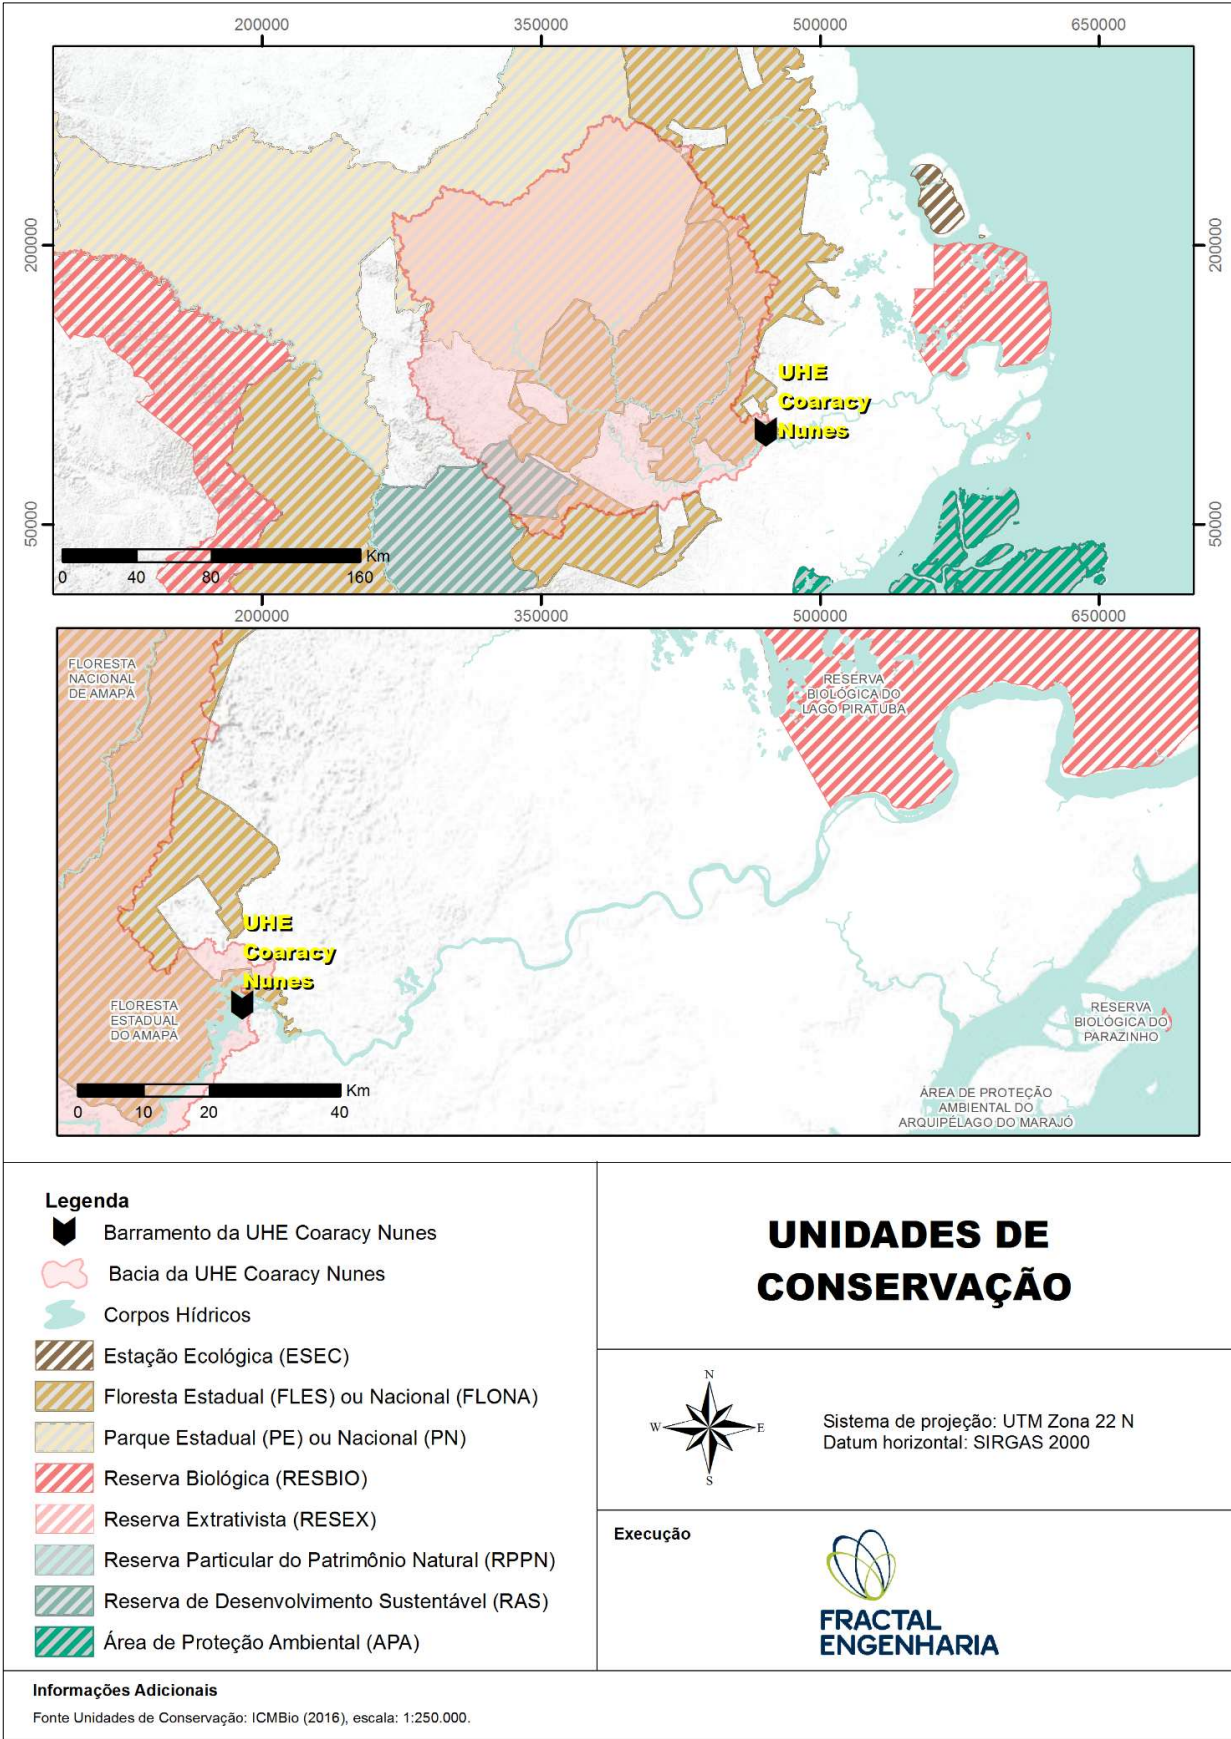 200000 350000 500000 650000
200000
200000
UHE
Coaracy
Nunes
50000
50000
Km
0 40 80 160
200000 350000 500000 650000
FLORESTA
NACIONAL
DE AMAPÁ
RESERVA
BIOLÓGICA DO
LAGO PIRATUBA
UHE
Coaracy
Nunes
FLORESTA
ESTADUAL
DO AMAPÁ
RESERVA
BIOLÓGICA DO
PARAZINHO
ÁREA DE PROTEÇÃO
AMBIENTAL DO
ARQUIPÉLAGO DO MARAJÓ
Km
0 10 20 40
Legenda
Barramento da UHE Coaracy Nunes
Bacia da UHE Coaracy Nunes
Corpos Hídricos
Estação Ecológica (ESEC)
Floresta Estadual (FLES) ou Nacional (FLONA)
Parque Estadual (PE) ou Nacional (PN)
Reserva Biológica (RESBIO)
Reserva Extrativista (RESEX)
Reserva Particular do Patrimônio Natural (RPPN)
Reserva de Desenvolvimento Sustentável (RAS)
Área de Proteção Ambiental (APA)
UNIDADES DE
CONSERVAÇÃO
N
W E
S
Sistema de projeção: UTM Zona 22 N
Datum horizontal: SIRGAS 2000
Execução
FRACTAL
ENGENHARIA
Informações Adicionais
Fonte Unidades de Conservação: ICMBio (2016), escala: 1:250.000.